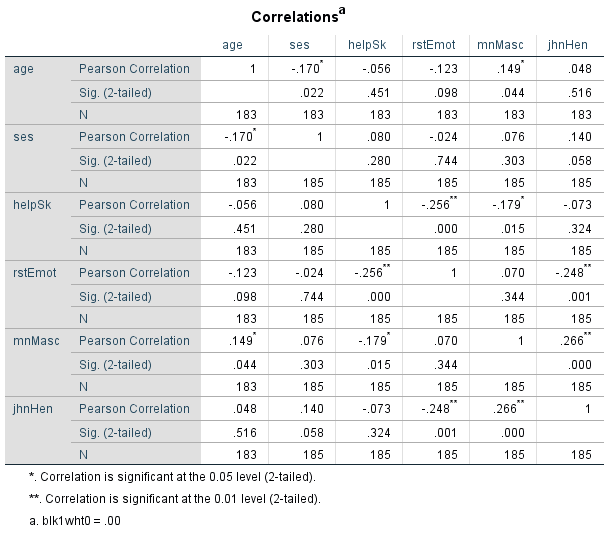 Correlationsa
age ses helpSk rstEmot mnMasc jhnHen
age Pearson Correlation 1 -.170* -.056 -.123 .149* .048
Sig. (2-tailed) .022 .451 .098 .044 .516
N 183 183 183 183 183 183
ses Pearson Correlation -.170* 1 .080 -.024 .076 .140
Sig. (2-tailed) .022 .280 .744 .303 .058
N 183 185 185 185 185 185
helpSk Pearson Correlation -.056 .080 1 -.256** -.179* -.073
Sig. (2-tailed) .451 .280 .000 .015 .324
N 183 185 185 185 185 185
rstEmot Pearson Correlation -.123 -.024 -.256** 1 .070 -.248**
Sig. (2-tailed) .098 .744 .000 .344 .001
N 183 185 185 185 185 185
mnMasc Pearson Correlation .149* .076 -.179* .070 1 .266**
Sig. (2-tailed) .044 .303 .015 .344 .000
N 183 185 185 185 185 185
jhnHen Pearson Correlation .048 .140 -.073 -.248** .266** 1
Sig. (2-tailed) .516 .058 .324 .001 .000
N 183 185 185 185 185 185
*. Correlation is significant at the 0.05 level (2-tailed).
**. Correlation is significant at the 0.01 level (2-tailed).
a. blk1wht0 = .00